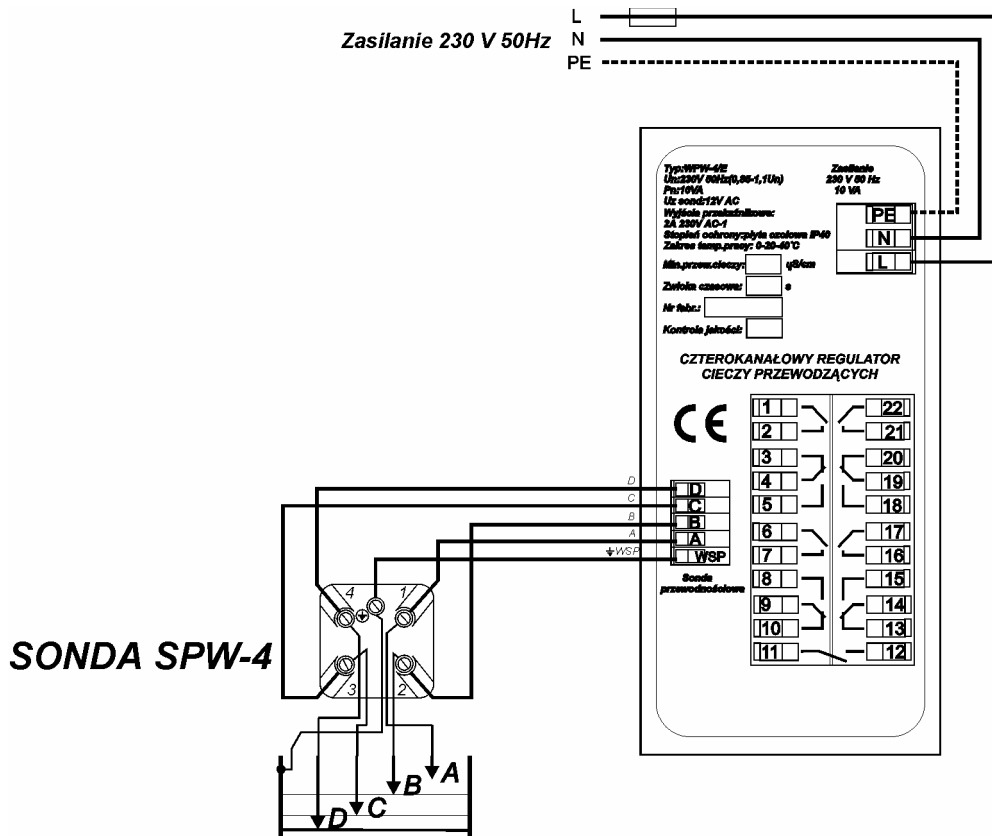 L
Zasilanie 230 V 50Hz N
PE
Typ:WPW-4/E
Un:230V 50Hz(0,85-1,1Un)
Pn:10VA
Uz sond:12V AC
Wyjścia przekaźnikowe:
2A 230V AC-1
Stopień ochrony:płyta czołowa IP40
Zakres temp.pracy: 0-20-40°C
Zasilanie
230 V 50 Hz
10 VA
PE
N
L
Min.przew.cieczy: uS/cm
Zwłoka czasowa: s
Nr fabr.:
Kontrola jakości:
CZTEROKANAŁOWY REGULATOR
CIECZY PRZEWODZĄCYCH
CE
1 22
2 21
3 20
4 19
5 18
6 17
7 16
8 15
9 14
10 13
11 12
D D
C C
B B
A A
WSP WSP
Sonda
przewodnościowa
4 1
3 2
SONDA SPW-4
A
B
C
D